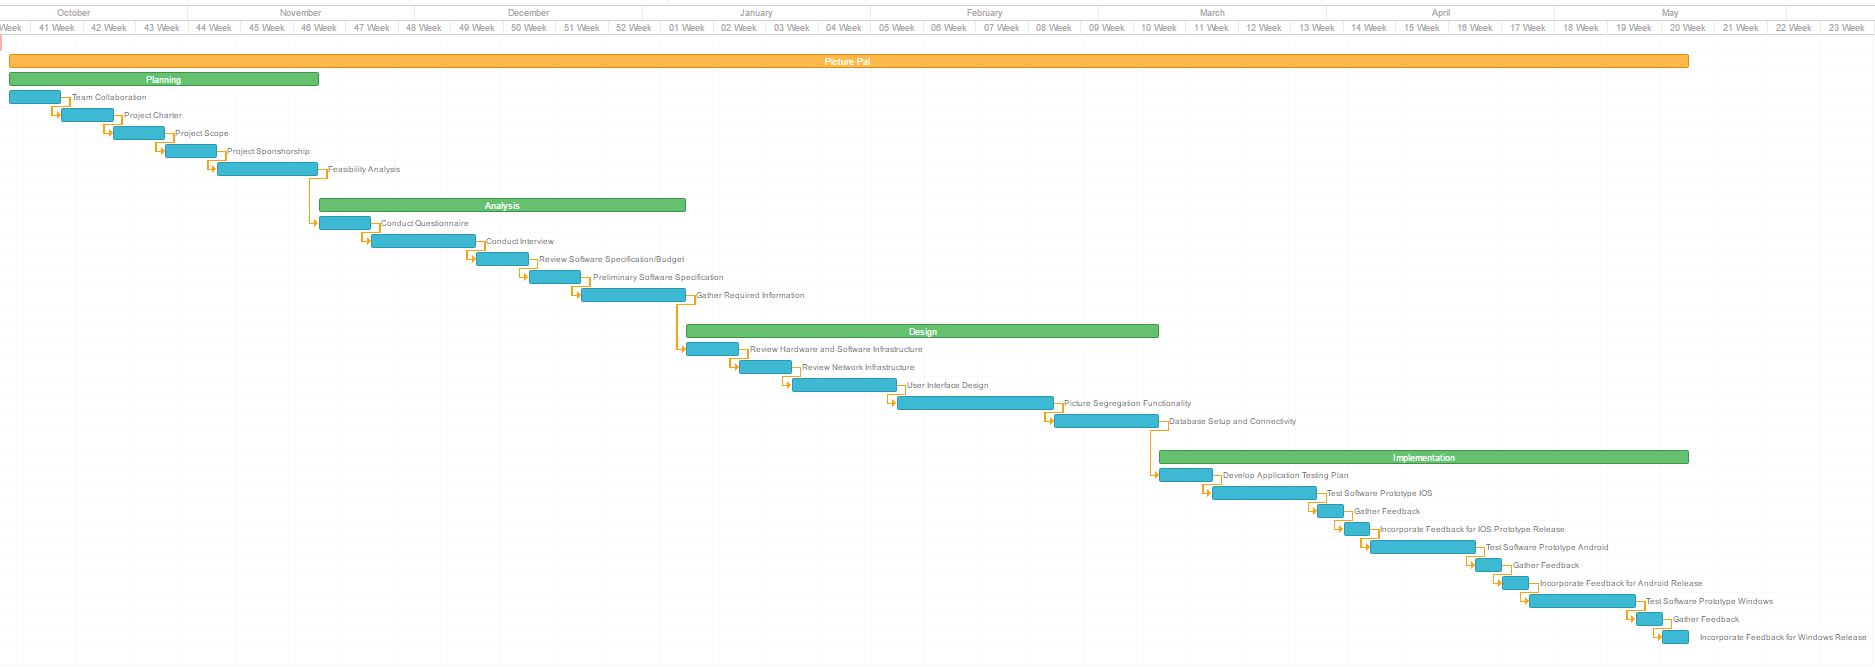 October November December January February March April May
Week 41 Week 42 Week 43 Week 44 Week 45 Week 46 Week 47 Week 48 Week 49 Week 50 Week 51 Week 52 Week 01 Week 02 Week 03 Week 04 Week 05 Week 06 Week 07 Week 08 Week 09 Week 10 Week 11 Week 12 Week 13 Week 14 Week 15 Week 16 Week 17 Week 18 Week 19 Week 20 Week 21 Week 22 Week 23 Week
Picture Pal
Planning
Team Collaboration
Project Charter
Project Scope
Project Sponshorship
Feasibility Analysis
Analysis
Conduct Questionnaire
Conduct Interview
Review Software Specification/Budget
Preliminary Software Specification
Gather Required Information
Design
Review Hardware and Software Infrastructure
Review Network Infrastructure
User Interface Design
Picture Segregation Functionality
Database Setup and Connectivity
Implementation
Develop Application Testing Plan
Test Software Prototype IOS
Gather Feedback
Incorporate Feedback for IOS Prototype Release
Test Software Prototype Android
Gather Feedback
Incorporate Feedback for Android Release
Test Software Prototype Windows
Gather Feedback
Incorporate Feedback for Windows Release